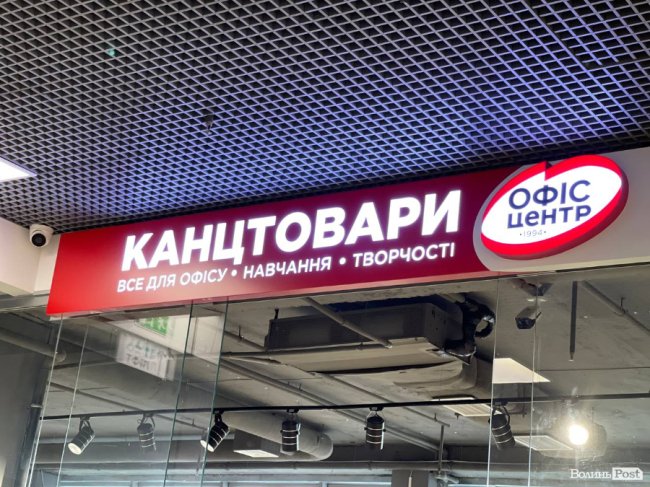 КАНЦТОВАРИ
ВСЕ ДЛЯ ОФІСУ • НАВЧАННЯ • ТВОРЧОСТІ
ОФІС
ЦЕНТР
•1994•
Волинь Post